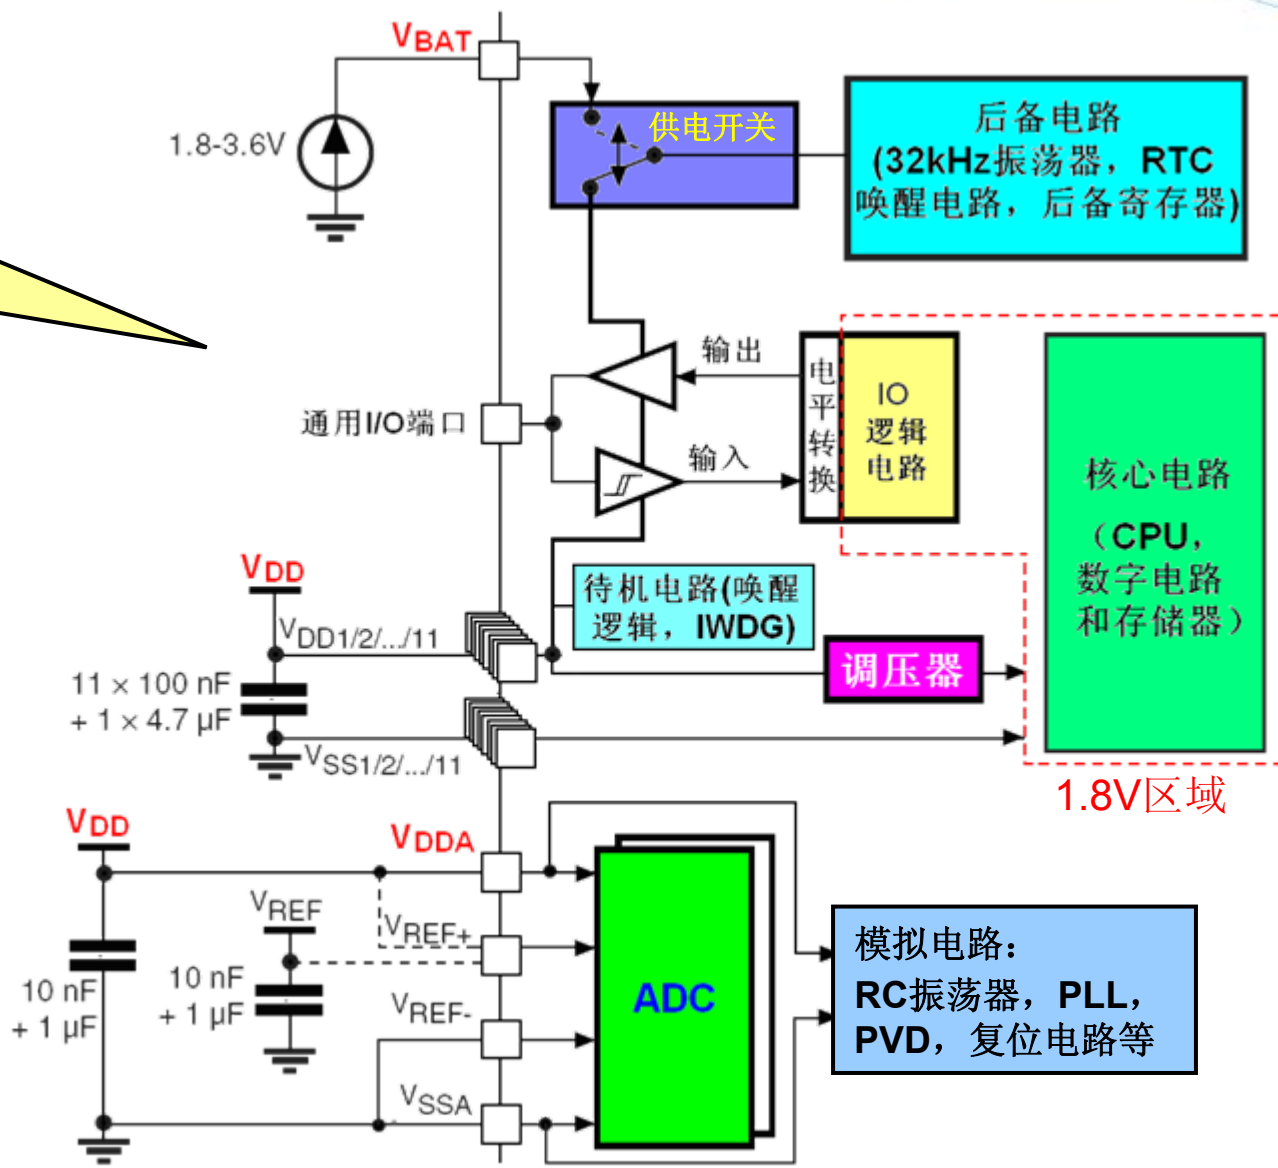 VBAT
1.8-3.6V
供电开关
后备电路
(32kHz振荡器，RTC
唤醒电路，后备寄存器)
输出
通用I/O端口
输入
电
平
转
换
IO
逻辑
电路
核心电路
（CPU，
数字电路
和存储器）
VDD
VDD1/2/.../11
11 × 100 nF
+ 1 × 4.7 µF
VSS1/2/.../11
待机电路(唤醒
逻辑，IWDG)
调压器
1.8V区域
VDD
VDDA
VREF
VREF+
10 nF
+ 1 µF
10 nF
+ 1 µF
VREF-
VSSA
ADC
模拟电路：
RC振荡器，PLL，
PVD，复位电路等